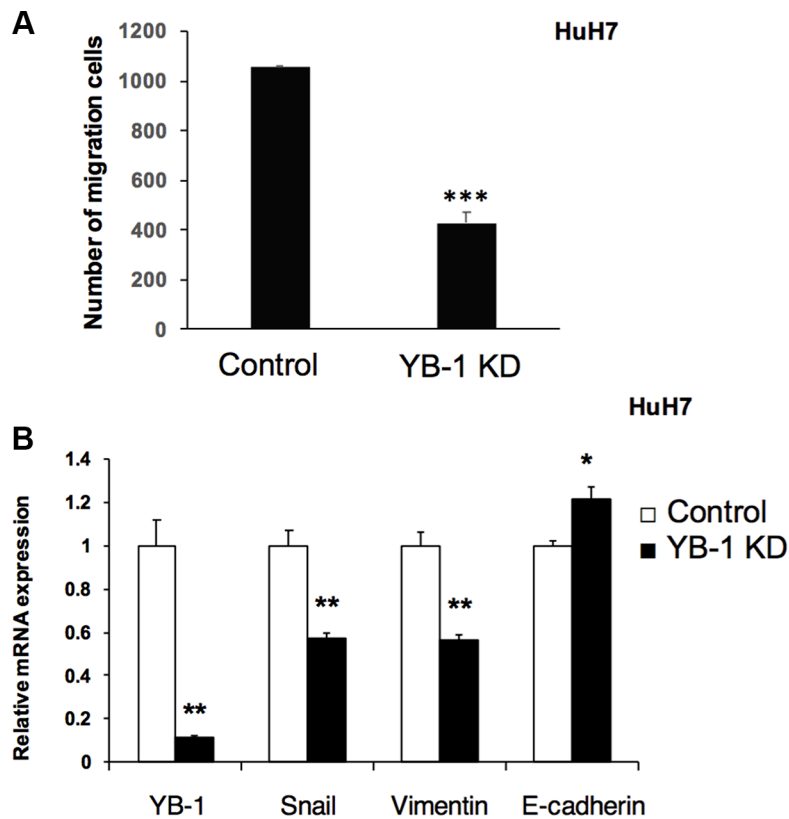 A
HuH7
Number of migration cells
1200
1000
800
600
400
200
0
***
Control
YB-1 KD
B
HuH7
Relative mRNA expression
1.4
1.2
1
0.8
0.6
0.4
0.2
0
**
**
**
*
Control
YB-1 KD
YB-1
Snail
Vimentin
E-cadherin